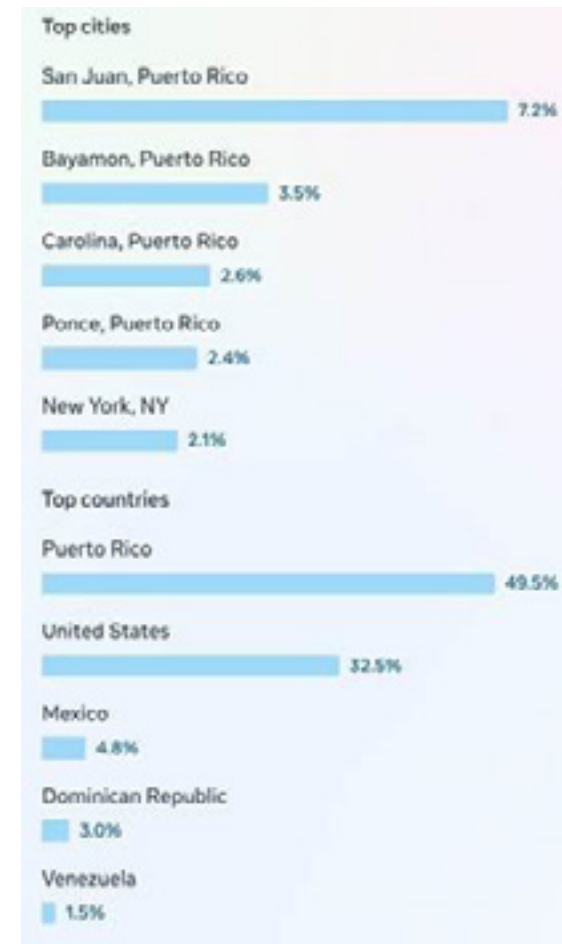 Top cities
San Juan, Puerto Rico
7.2%
Bayamon, Puerto Rico
3.5%
Carolina, Puerto Rico
2.6%
Ponce, Puerto Rico
2.4%
New York, NY
2.1%
Top countries
Puerto Rico
49.5%
United States
32.5%
Mexico
4.8%
Dominican Republic
3.0%
Venezuela
1.5%